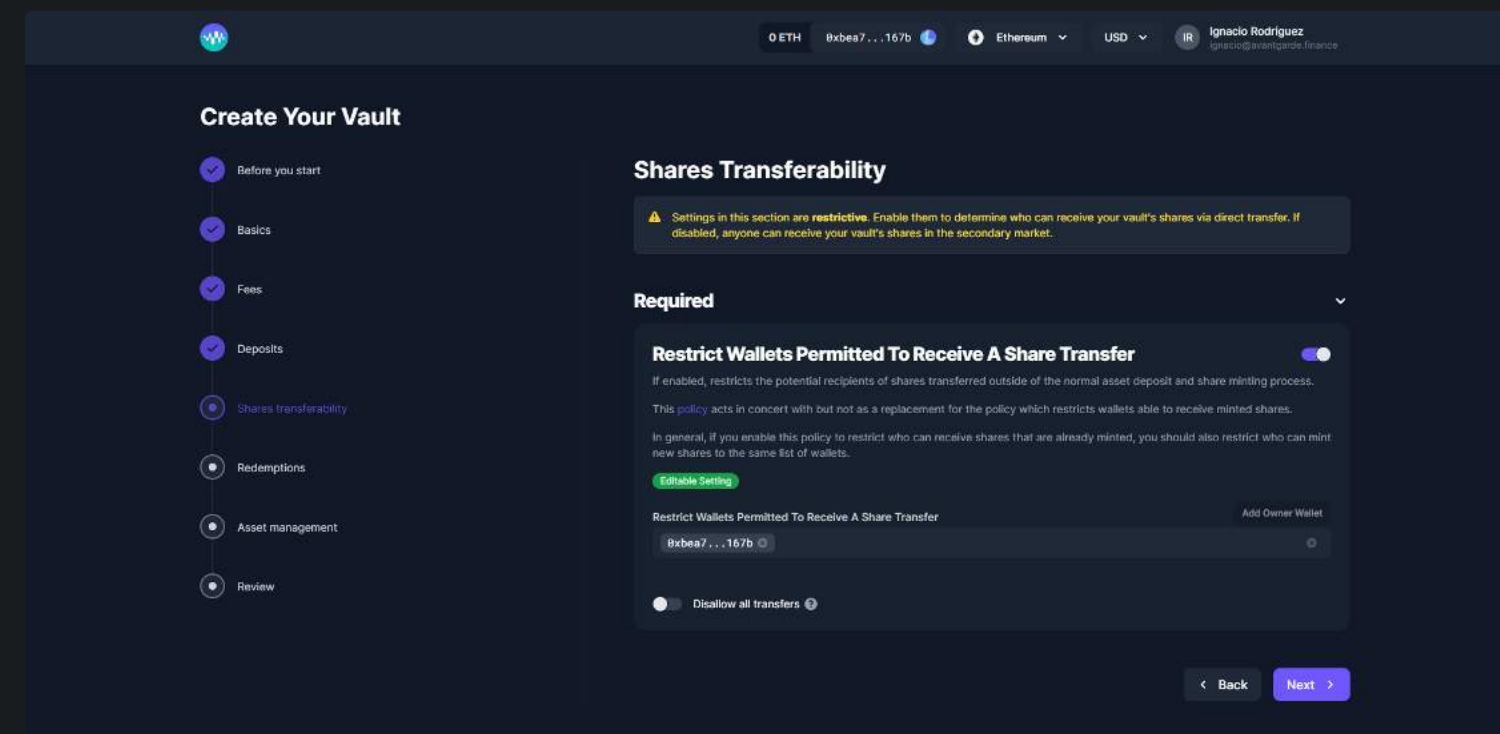 0 ETH 0xbea7...167b Ethereum USD IR Ignacio Rodriguez
ignacio@avantgarde.finance
Create Your Vault
Before you start
Basics
Fees
Deposits
Shares transferability
Redemptions
Asset management
Review
Shares Transferability
Settings in this section are restrictive. Enable them to determine who can receive your vault's shares via direct transfer. If
disabled, anyone can receive your vault's shares in the secondary market.
Required
Restrict Wallets Permitted To Receive A Share Transfer
If enabled, restricts the potential recipients of shares transferred outside of the normal asset deposit and share minting process.
This policy acts in concert with but not as a replacement for the policy which restricts wallets able to receive minted shares.
In general, if you enable this policy to restrict who can receive shares that are already minted, you should also restrict who can mint
new shares to the same list of wallets.
Editable Setting
Restrict Wallets Permitted To Receive A Share Transfer Add Owner Wallet
0xbea7...167b
Disallow all transfers
Back Next